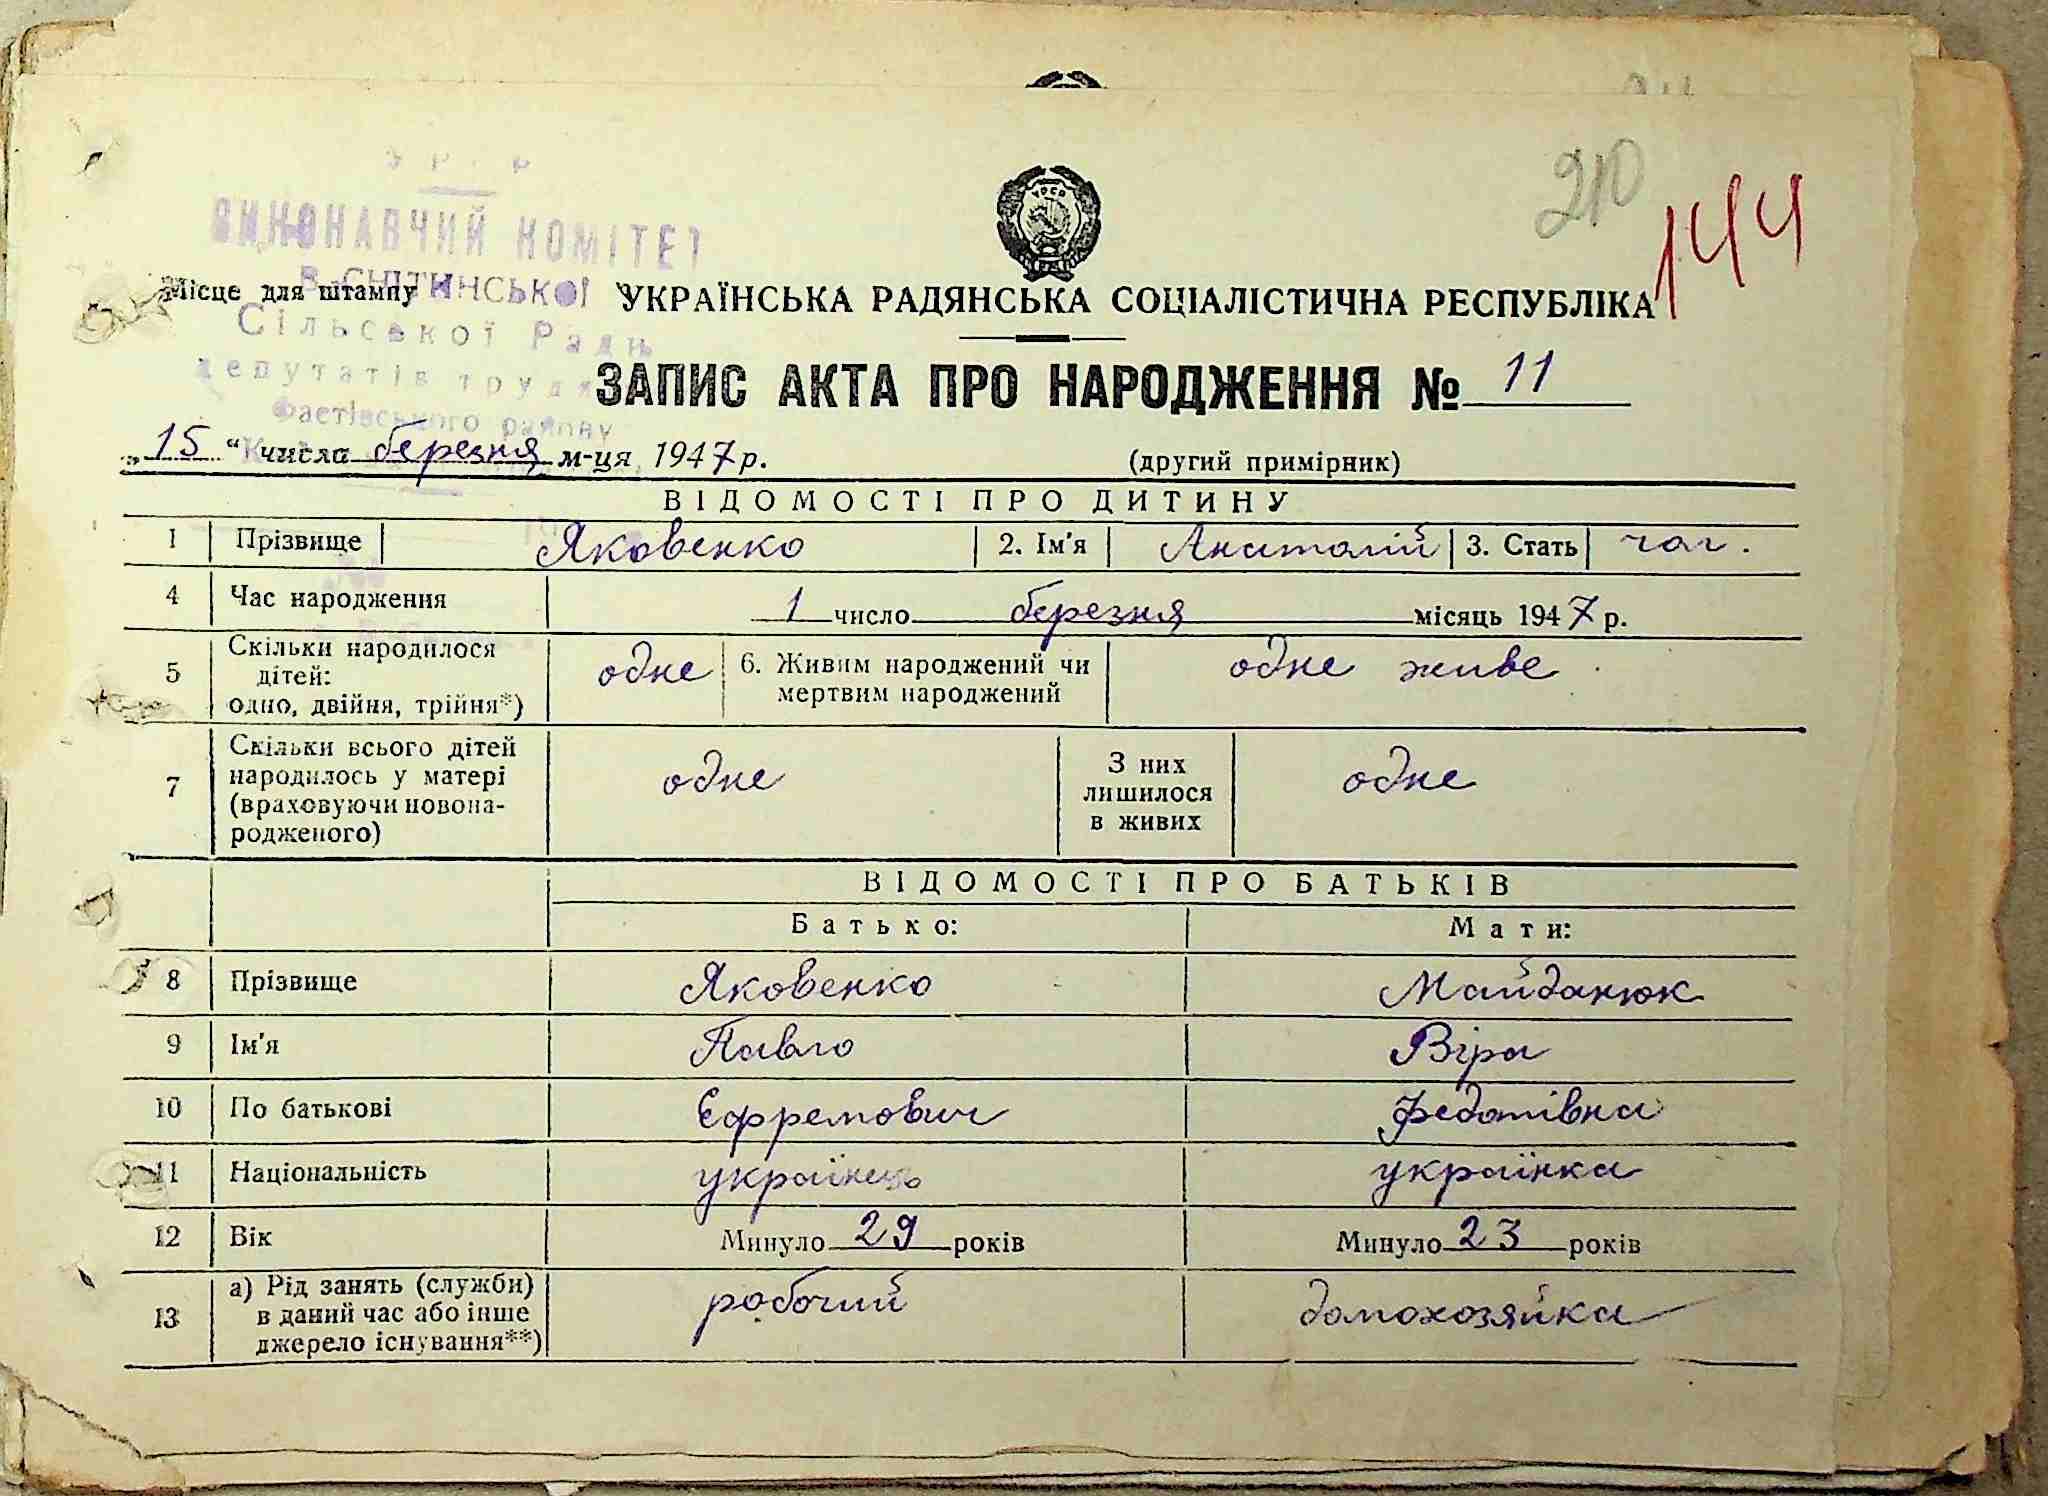 210
144
УРСР
ВИКОНАВЧИЙ КОМІТЕТ
В-СНІТИНСЬКОЇ
Місце для штампу
Сільської Ради
депутатів трудя
Фастівського району
УКРАЇНСЬКА РАДЯНСЬКА СОЦІАЛІСТИЧНА РЕСПУБЛІКА
ЗАПИС АКТА ПРО НАРОДЖЕННЯ № 11
„15“ числа березня м-ця, 1947 р. (другий примірник)
ВІДОМОСТІ ПРО ДИТИНУ
1 Прізвище Яковенко 2. Ім'я Анатолій 3. Стать чол.
4 Час народження 1 число березня місяць 1947 р.
5 Скільки народилося дітей: одно, двійня, трійня*) одне 6. Живим народжений чи мертвим народжений одне живе
7 Скільки всього дітей народилось у матері (враховуючи новонародженого) одне З них лишилося в живих одне
ВІДОМОСТІ ПРО БАТЬКІВ
Батько: Мати:
8 Прізвище Яковенко Майданюк
9 Ім'я Павло Віра
10 По батькові Єфремович Федотівна
11 Національність українець українка
12 Вік Минуло 29 років Минуло 23 років
13 а) Рід занять (служби) в даний час або інше джерело існування**) робочий домохозяйка